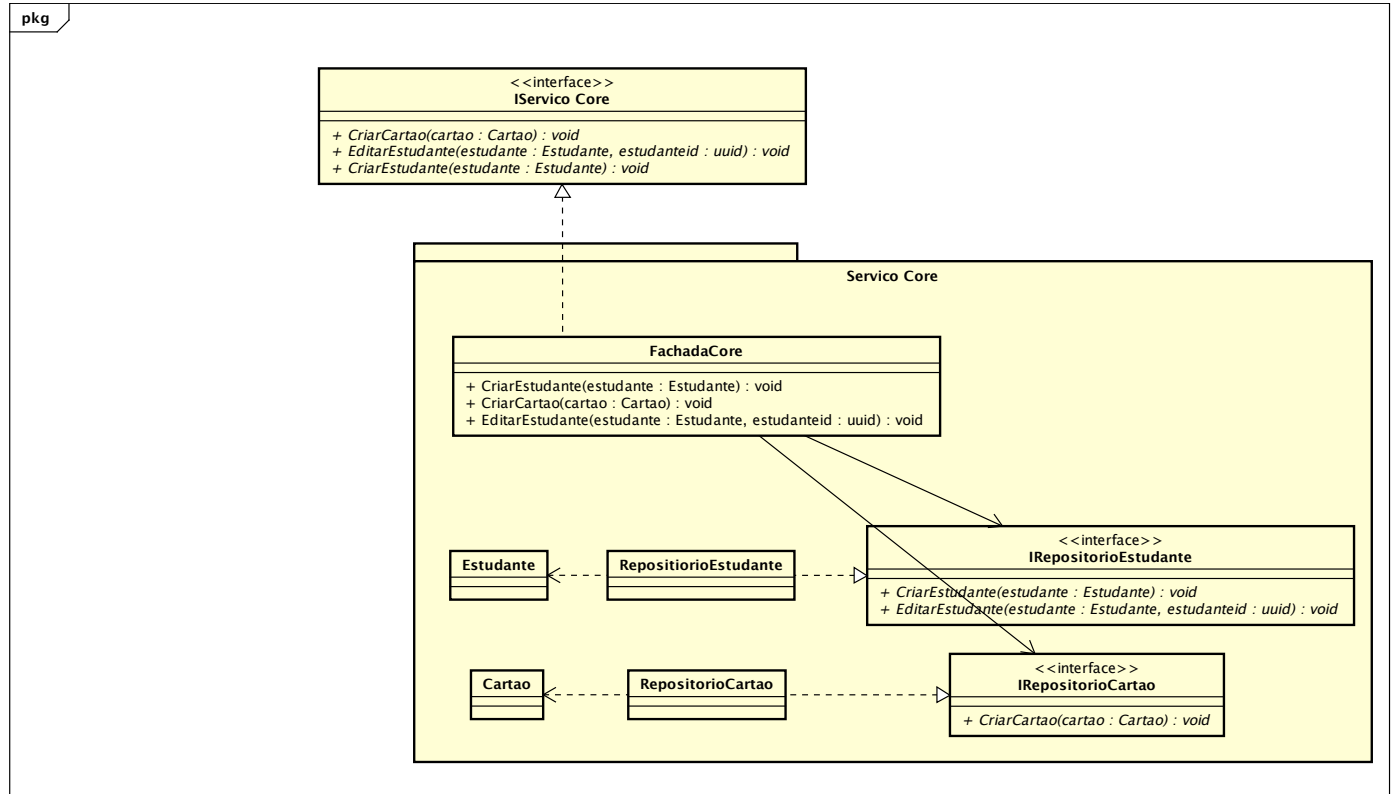 pkg
<<interface>>
IServico Core
+ CriarCartao(cartao : Cartao) : void
+ EditarEstudante(estudante : Estudante, estudanteid : uuid) : void
+ CriarEstudante(estudante : Estudante) : void
Servico Core
FachadaCore
+ CriarEstudante(estudante : Estudante) : void
+ CriarCartao(cartao : Cartao) : void
+ EditarEstudante(estudante : Estudante, estudanteid : uuid) : void
Estudante
RepositiorioEstudante
<<interface>>
IRepositorioEstudante
+ CriarEstudante(estudante : Estudante) : void
+ EditarEstudante(estudante : Estudante, estudanteid : uuid) : void
Cartao
RepositorioCartao
<<interface>>
IRepositorioCartao
+ CriarCartao(cartao : Cartao) : void